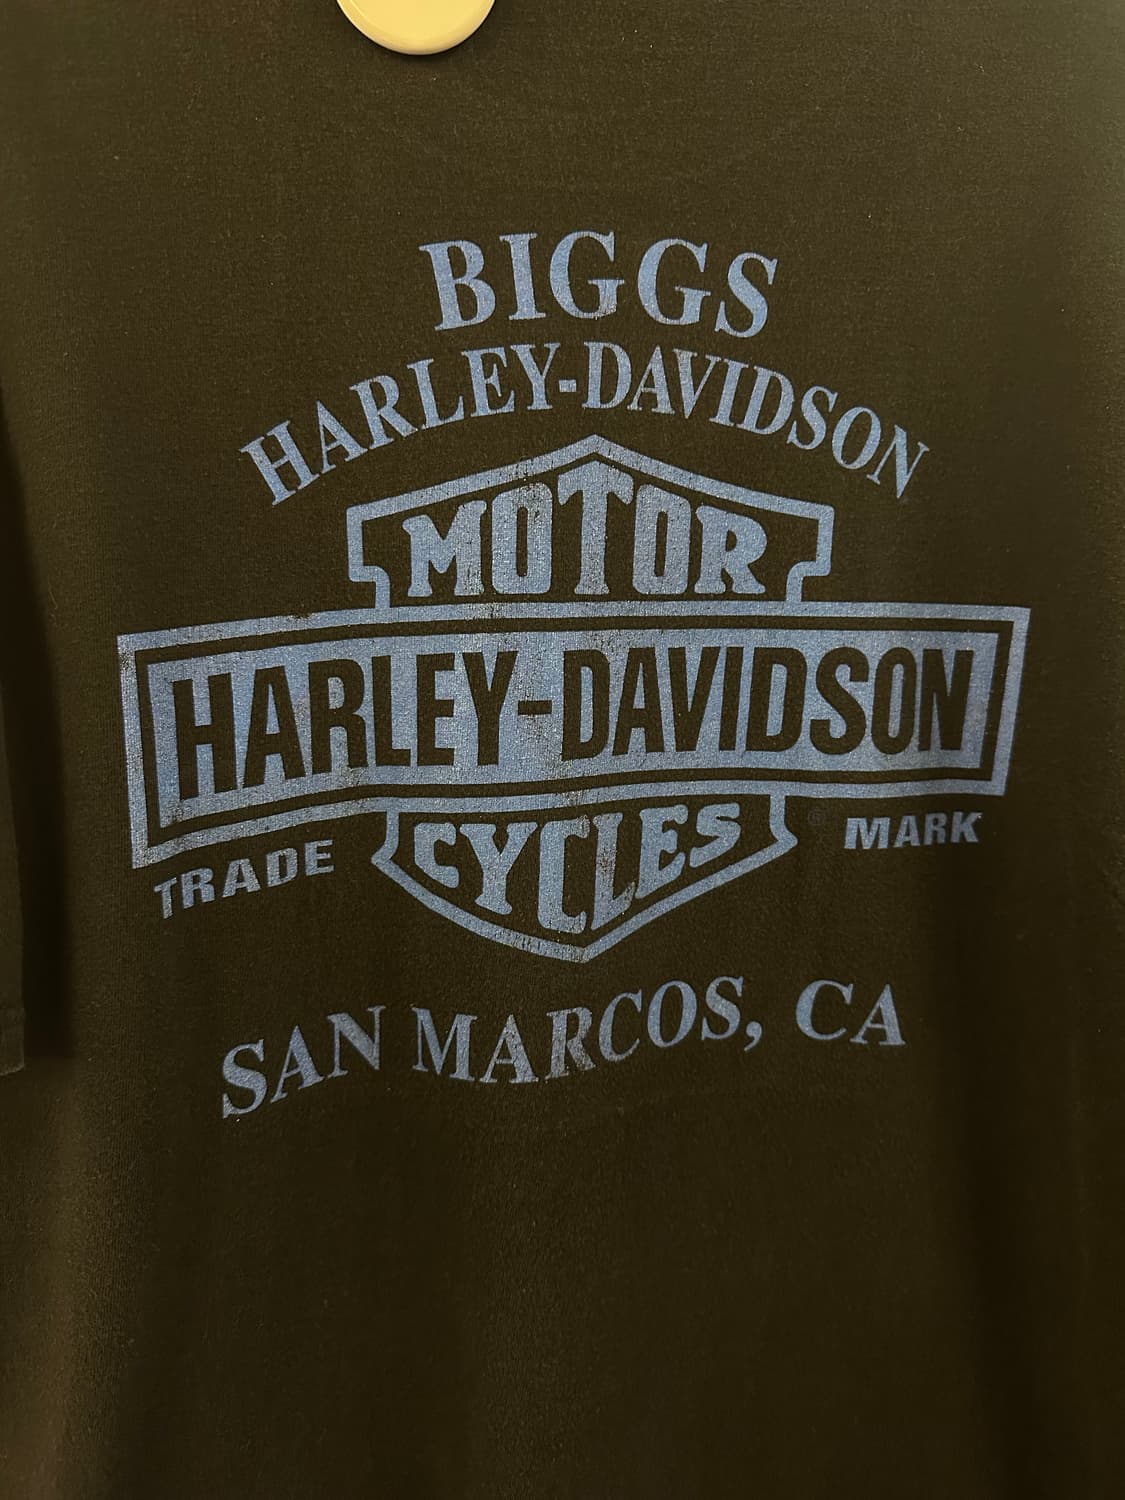 BIGGS
HARLEY-DAVIDSON
MOTOR
HARLEY-DAVIDSON
CYCLES
TRADE MARK
SAN MARCOS, CA